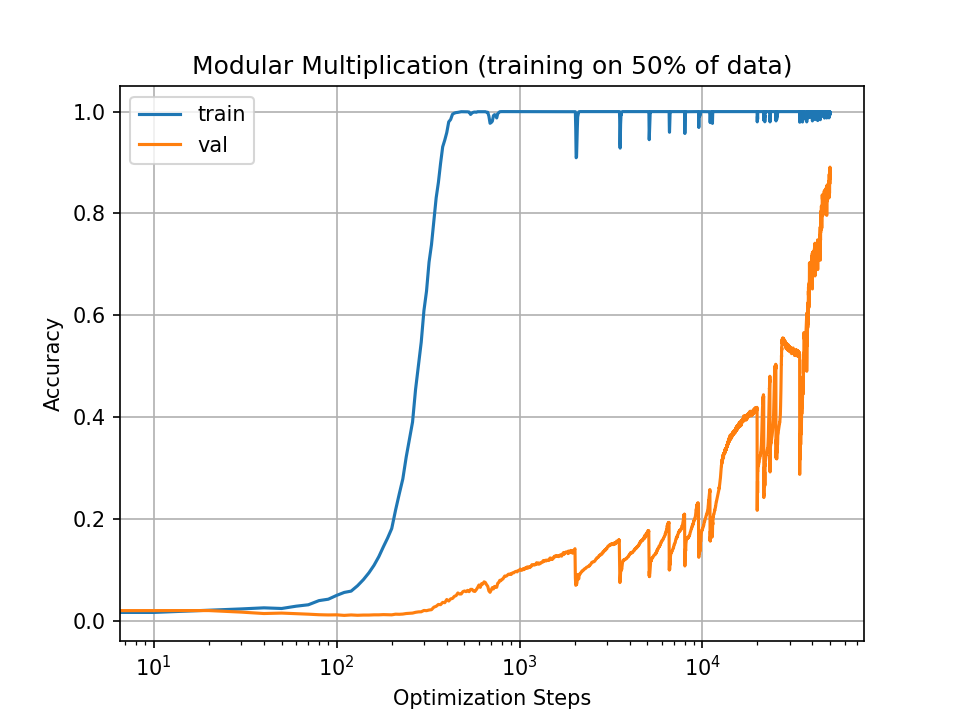 Modular Multiplication (training on 50% of data)
train
val
1.0
0.8
0.6
0.4
0.2
0.0
Accuracy
10¹
10²
10³
10⁴
Optimization Steps